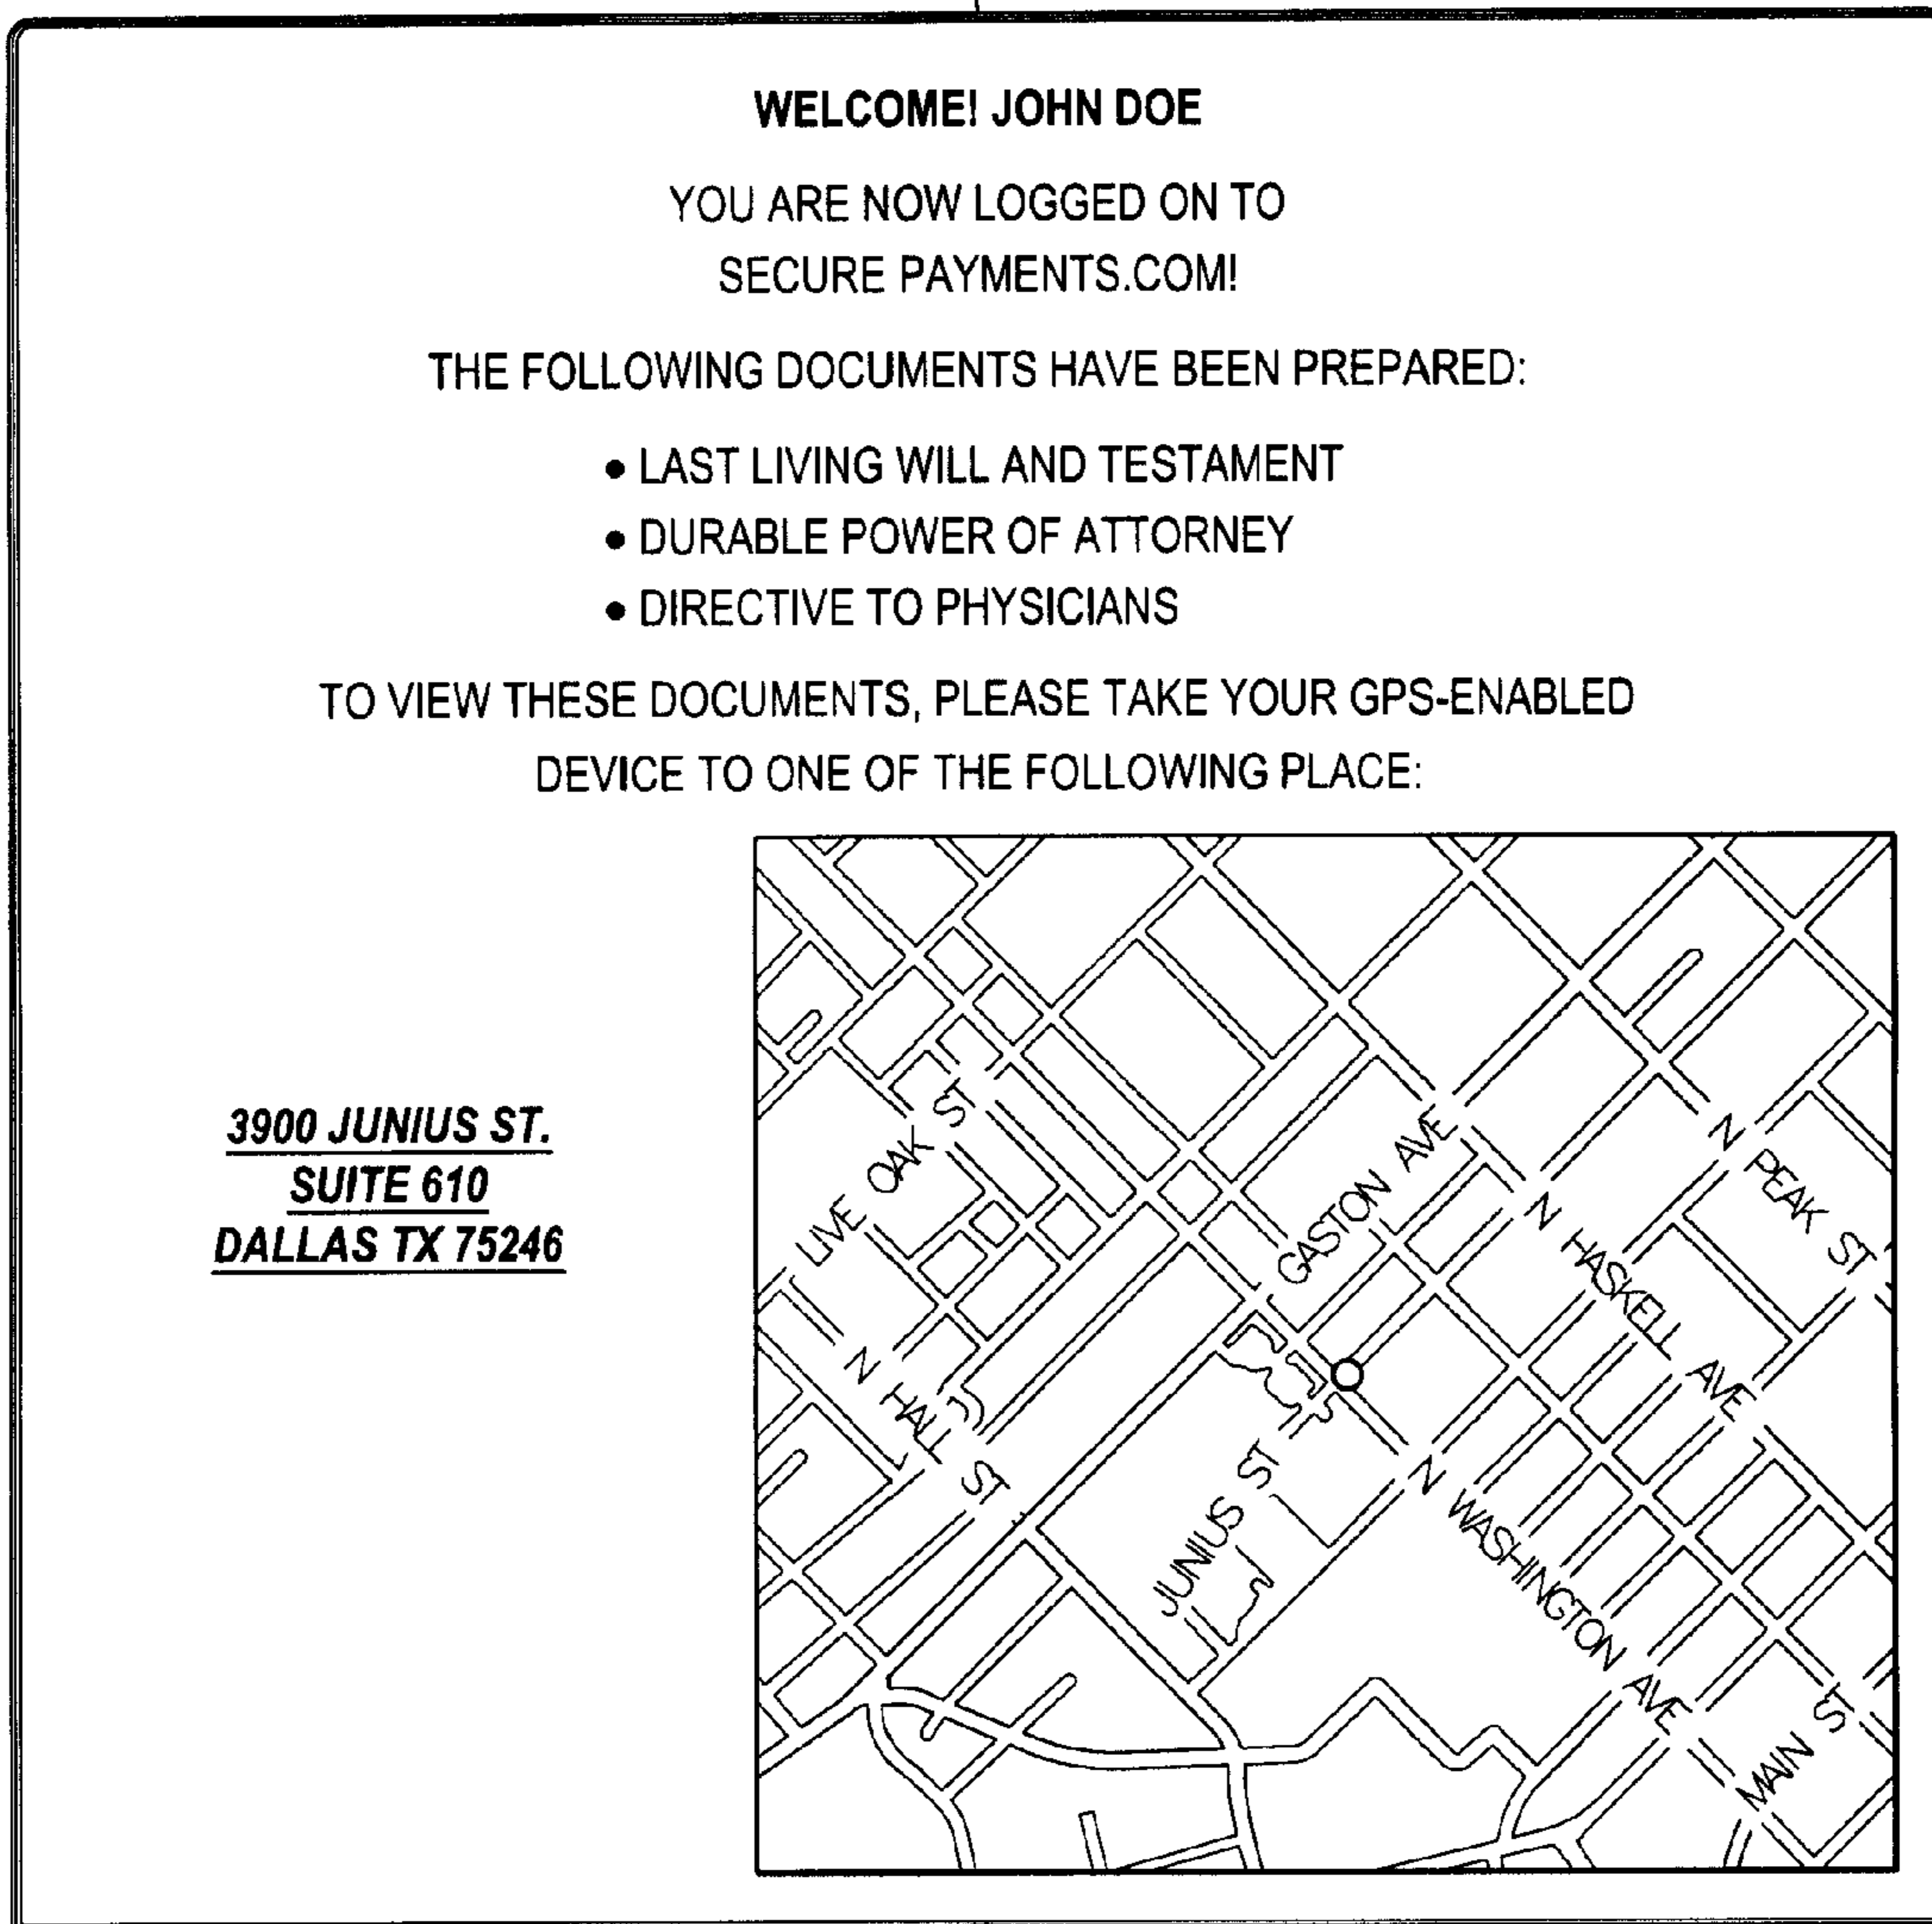 WELCOME! JOHN DOE
YOU ARE NOW LOGGED ON TO
SECURE PAYMENTS.COM!
THE FOLLOWING DOCUMENTS HAVE BEEN PREPARED:
• LAST LIVING WILL AND TESTAMENT
• DURABLE POWER OF ATTORNEY
• DIRECTIVE TO PHYSICIANS
TO VIEW THESE DOCUMENTS, PLEASE TAKE YOUR GPS-ENABLED
DEVICE TO ONE OF THE FOLLOWING PLACE:
3900 JUNIUS ST.
SUITE 610
DALLAS TX 75246
LIVE OAK ST
GASTON AVE
N PEAK ST
N HASKELL AVE
N HALL ST
JUNIUS ST
N WASHINGTON AVE
MAIN ST